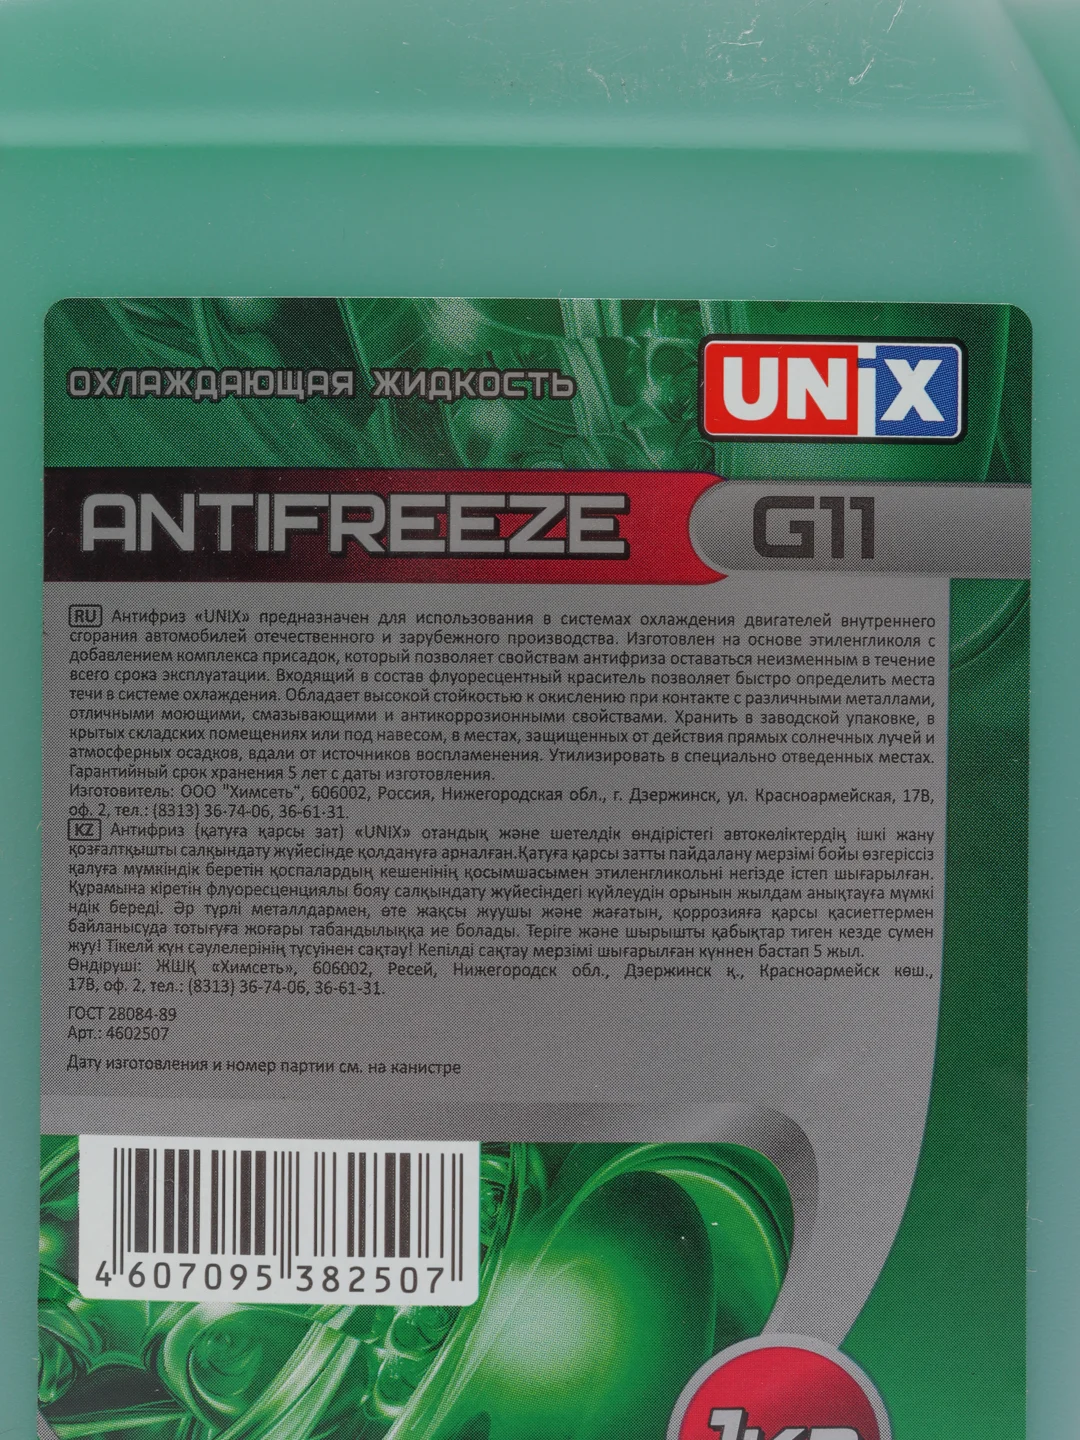 ОХЛАЖДАЮЩАЯ ЖИДКОСТЬ
UNiX
ANTIFREEZE G11
RU Антифриз «UNIX» предназначен для использования в системах охлаждения двигателей внутреннего
сгорания автомобилей отечественного и зарубежного производства. Изготовлен на основе этиленгликоля с
добавлением комплекса присадок, который позволяет свойствам антифриза оставаться неизменным в течение
всего срока эксплуатации. Входящий в состав флуоресцентный краситель позволяет быстро определить места
течи в системе охлаждения. Обладает высокой стойкостью к окислению при контакте с различными металлами,
отличными моющими, смазывающими и антикоррозионными свойствами. Хранить в заводской упаковке, в
крытых складских помещениях или под навесом, в местах, защищенных от действия прямых солнечных лучей и
атмосферных осадков, вдали от источников воспламенения. Утилизировать в специально отведенных местах.
Гарантийный срок хранения 5 лет с даты изготовления.
Изготовитель: ООО "Химсеть", 606002, Россия, Нижегородская обл., г. Дзержинск, ул. Красноармейская, 17В,
оф. 2, тел.: (8313) 36-74-06, 36-61-31.
KZ Антифриз (қатуға қарсы зат) «UNIX» отандық және шетелдік өндірістегі автокөліктердің ішкі жану
қозғалтқышты салқындату жүйесінде қолдануға арналған.Қатуға қарсы затты пайдалану мерзімі бойы өзгеріссіз
қалуға мүмкіндік беретін қоспалардың кешенінің қосымшасымен этиленгликольні негізде істеп шығарылған.
Құрамына кіретін флуоресценциялы бояу салқындату жүйесіндегі күйлеудің орынын жылдам анықтауға мүмкі
ндік береді. Әр түрлі металлдармен, өте жақсы жуушы және жағатын, қоррозияға қарсы қасиеттермен
байланысуда тотығуға жоғары табандылыққа ие болады. Теріге және шырышты қабықтар тиген кезде сумен
жуу! Тікелй күн сәулелерінің түсуінен сақтау! Кепілді сақтау мерзімі шығарылған күннен бастап 5 жыл.
Өндіруші: ЖШҚ «Химсеть», 606002, Ресей, Нижегородск обл., Дзержинск қ., Красноармейск көш.,
17В, оф. 2, тел.: (8313) 36-74-06, 36-61-31.
ГОСТ 28084-89
Арт.: 4602507
Дату изготовления и номер партии см. на канистре
4 607095 382507